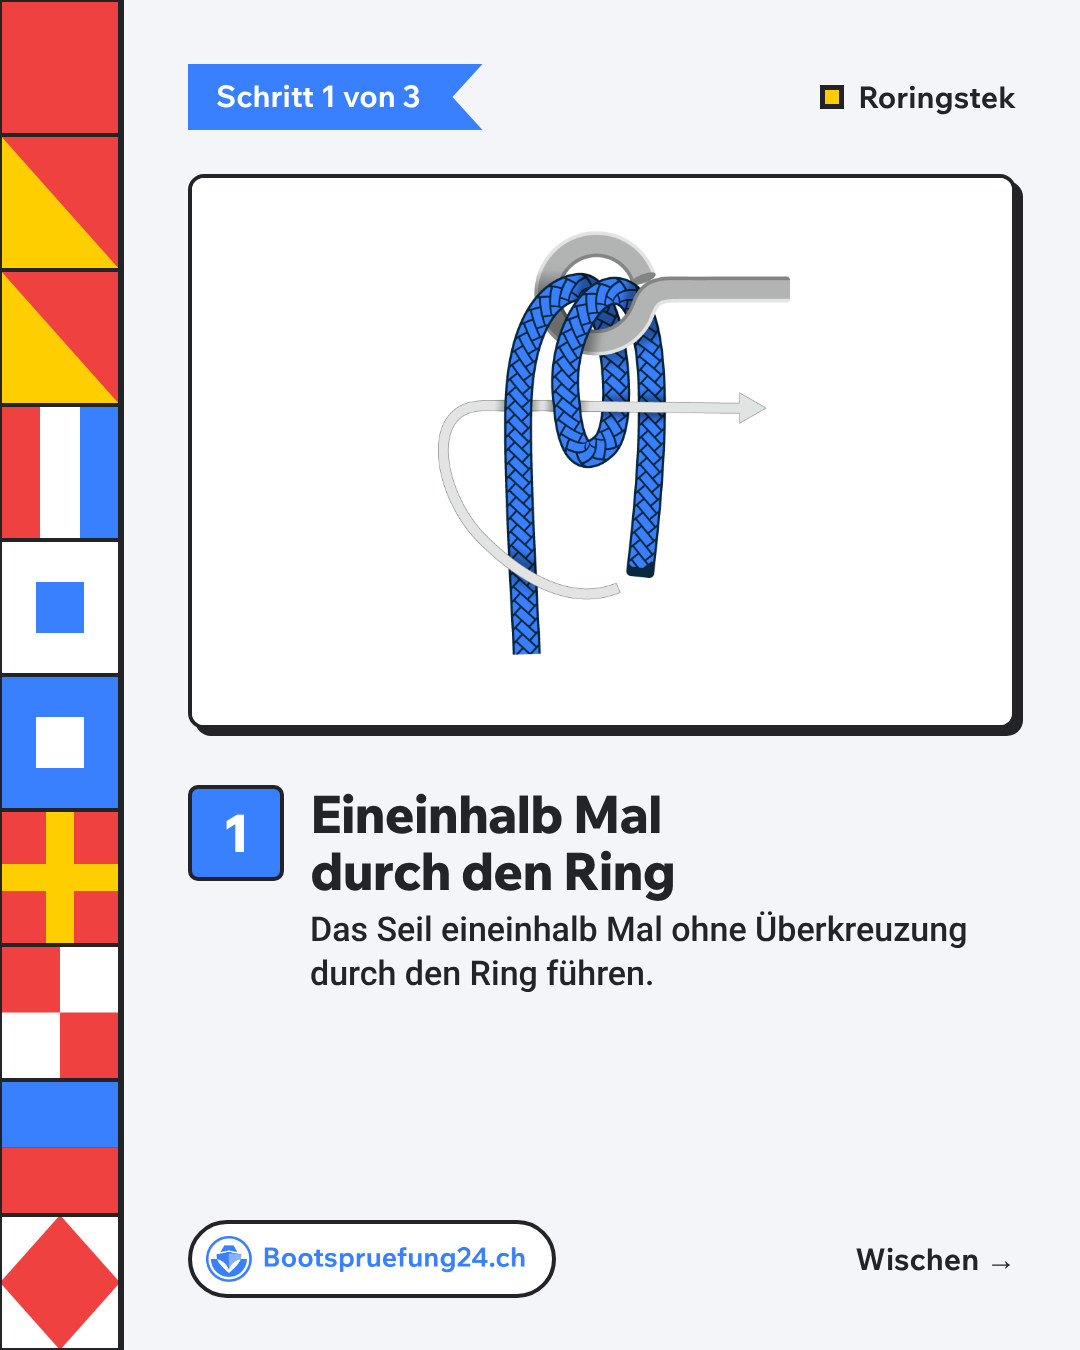 Schritt 1 von 3
Roringstek
1
Eineinhalb Mal
durch den Ring
Das Seil eineinhalb Mal ohne Überkreuzung
durch den Ring führen.
Bootspruefung24.ch
Wischen →